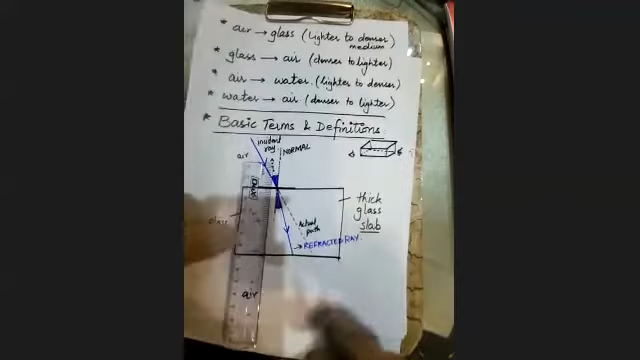 * air → glass (lighter to denser medium)
* glass → air (denser to lighter)
* air → water. (lighter to denser)
* water → air (denser to lighter)
* Basic Terms & Definitions
incident ray
NORMAL
air
glass
thick glass slab
Actual path
→ REFRACTED RAY.
air